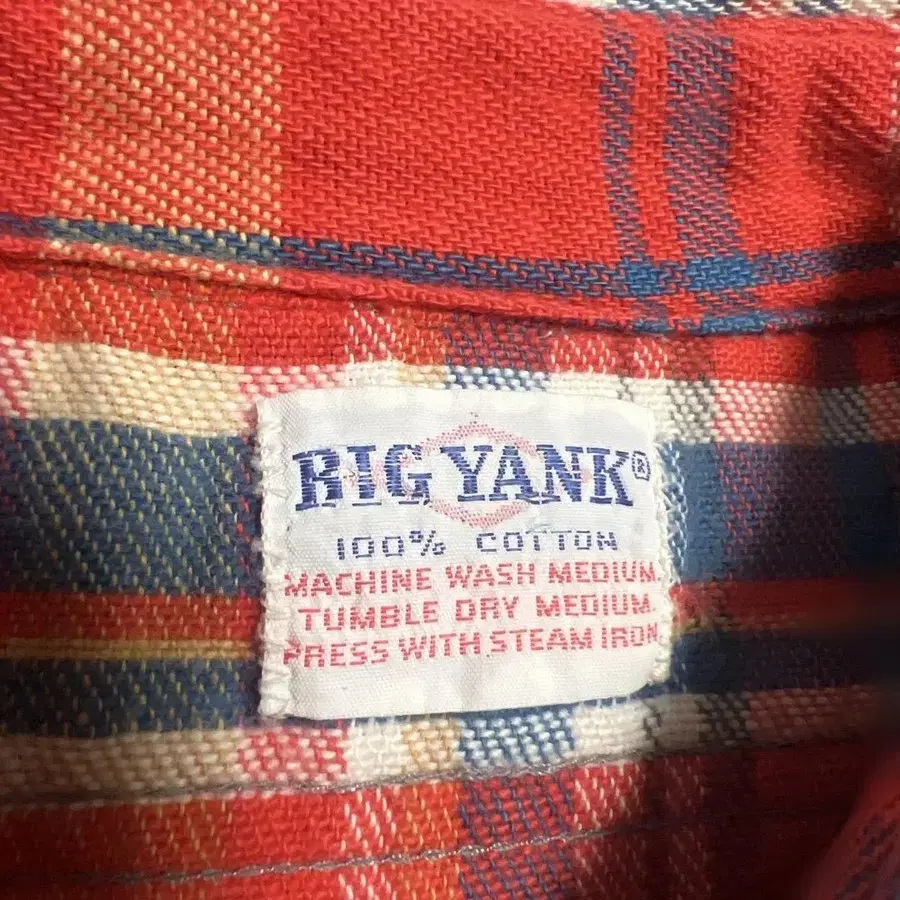 BIG YANK®
100% COTTON
MACHINE WASH MEDIUM.
TUMBLE DRY MEDIUM.
PRESS WITH STEAM IRON.